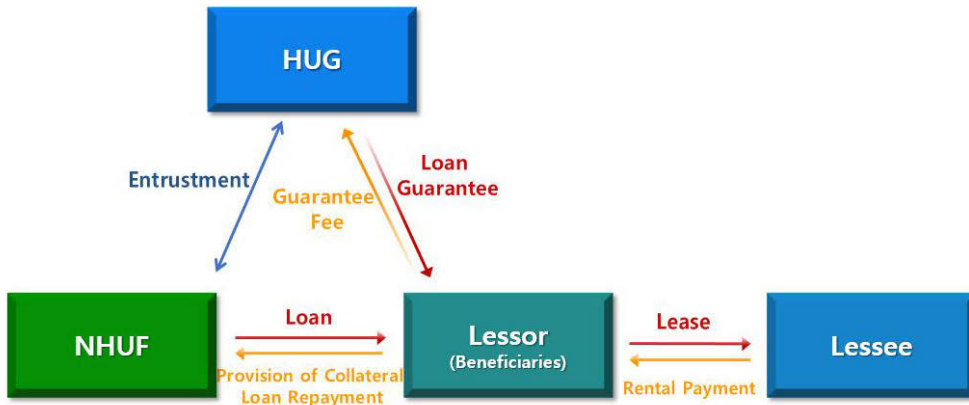 HUG
Entrustment
Guarantee
Fee
Loan
Guarantee
NHUF
Loan
Provision of Collateral
Loan Repayment
Lessor
(Beneficiaries)
Lease
Rental Payment
Lessee